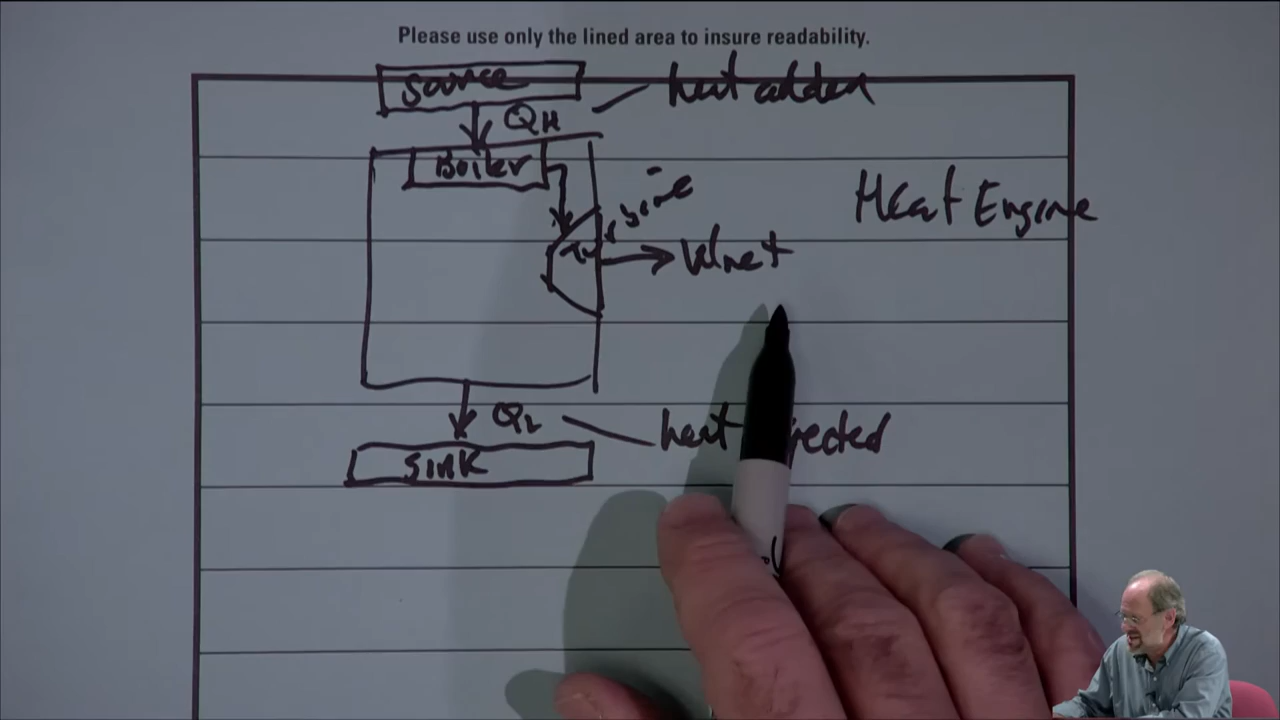 Please use only the lined area to insure readability.
Source
heat added
QH
Boiler
Heat Engine
Turbine
Wnet
QL
heat rejected
Sink